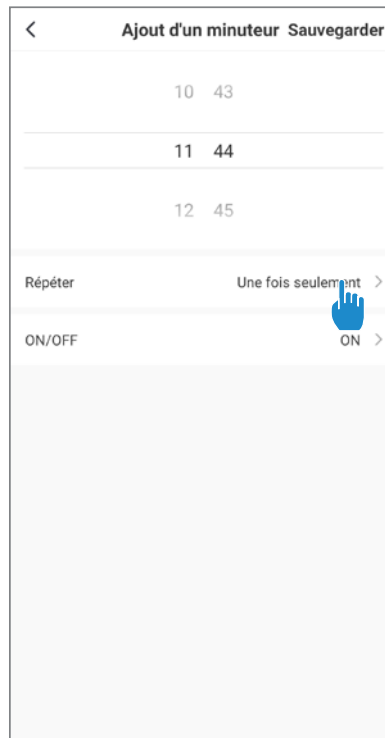 Ajout d'un minuteur Sauvegarder
10 43
11 44
12 45
Répéter Une fois seulement
ON/OFF ON